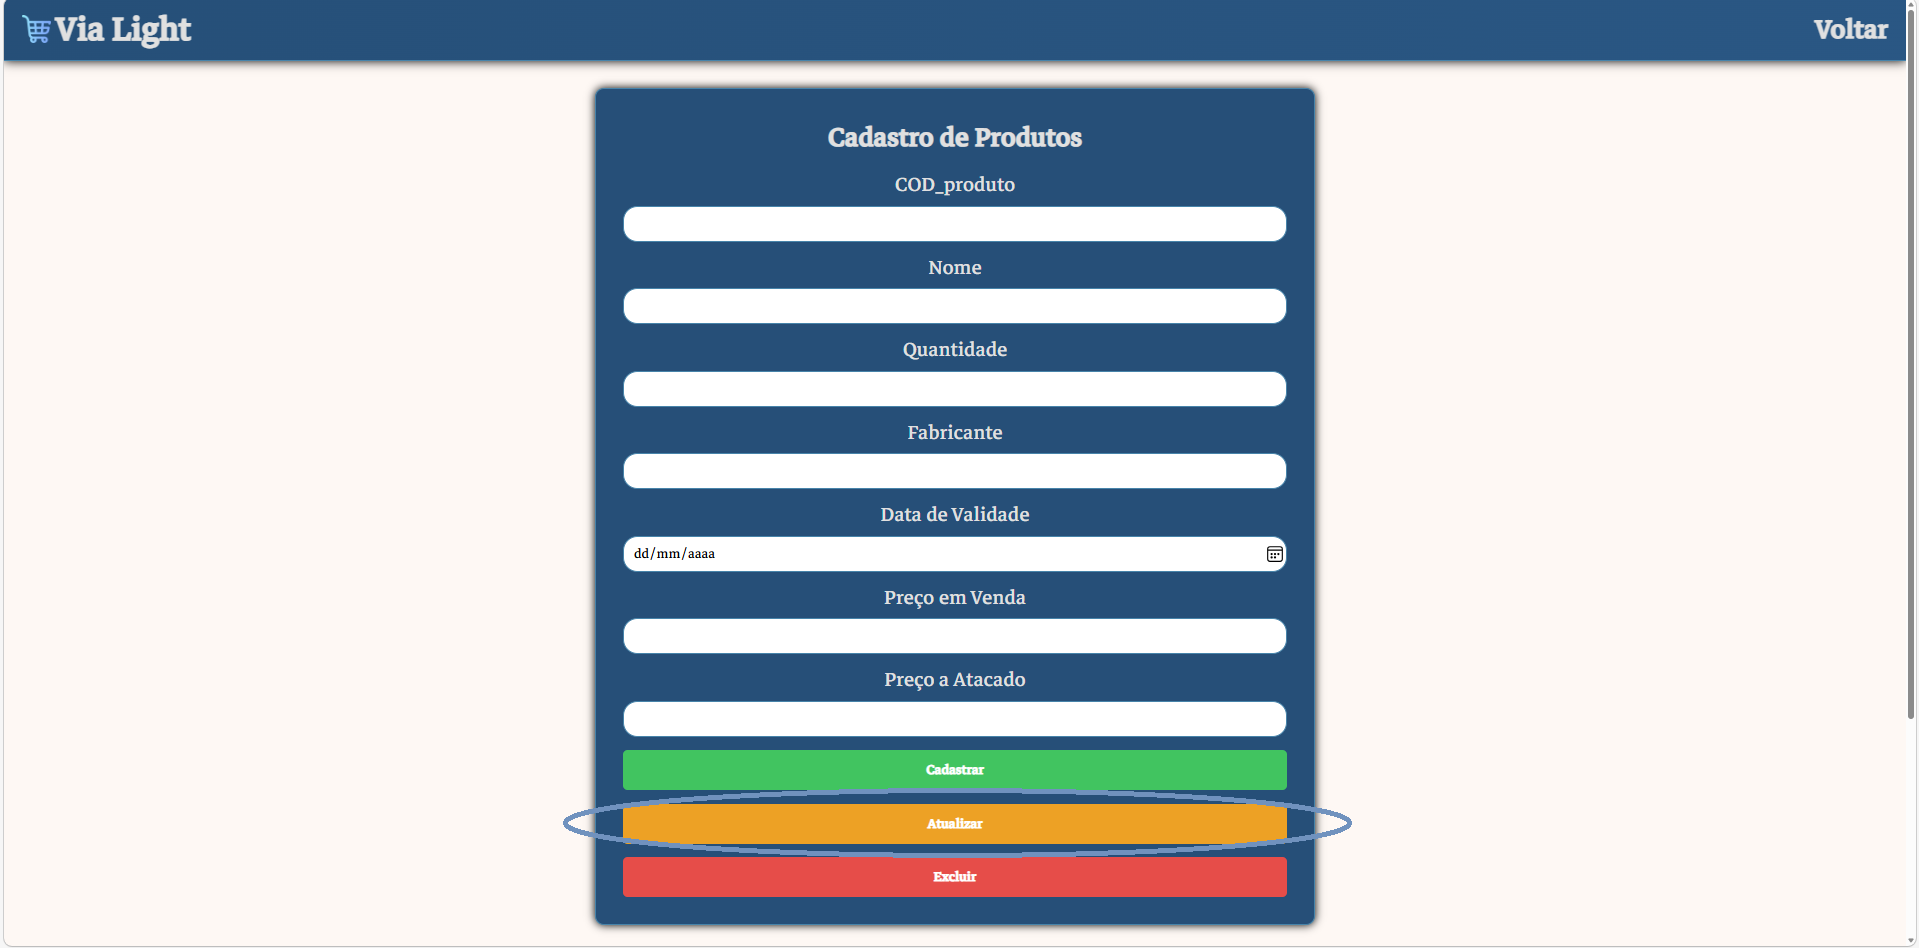 Via Light
Voltar
Cadastro de Produtos
COD_produto
Nome
Quantidade
Fabricante
Data de Validade
dd/mm/aaaa
Preço em Venda
Preço a Atacado
Cadastrar
Atualizar
Excluir